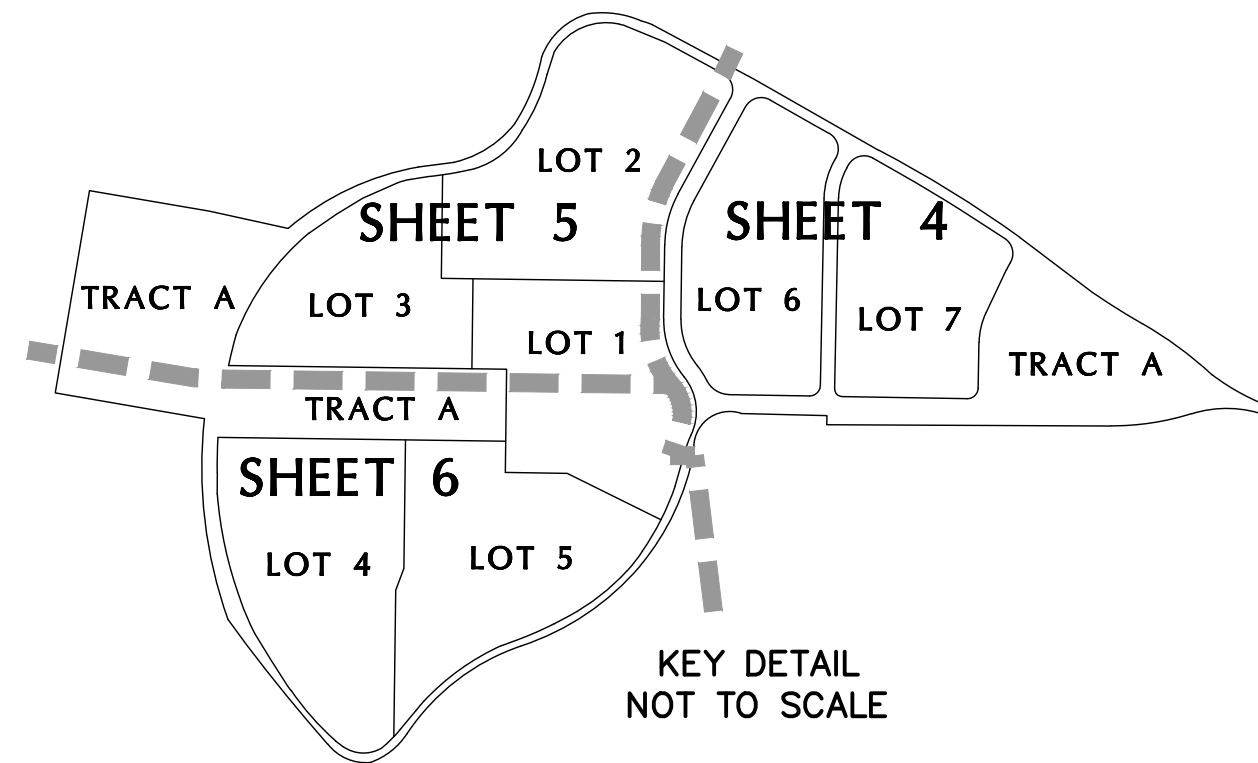 LOT 2
SHEET 5
SHEET 4
TRACT A
LOT 3
LOT 6
LOT 7
LOT 1
TRACT A
TRACT A
SHEET 6
LOT 4
LOT 5
KEY DETAIL
NOT TO SCALE